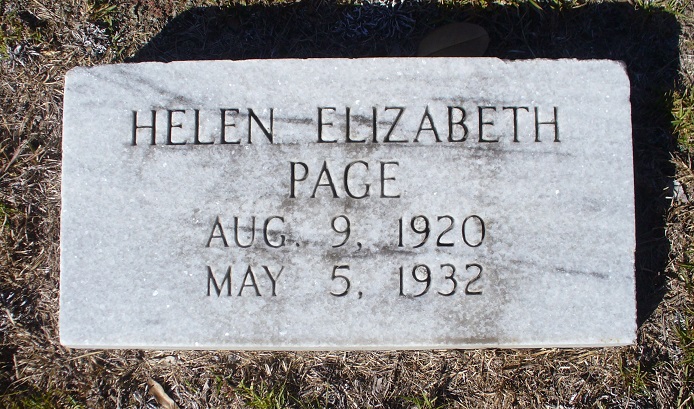 HELEN ELIZABETH
PAGE
AUG. 9, 1920
MAY 5, 1932